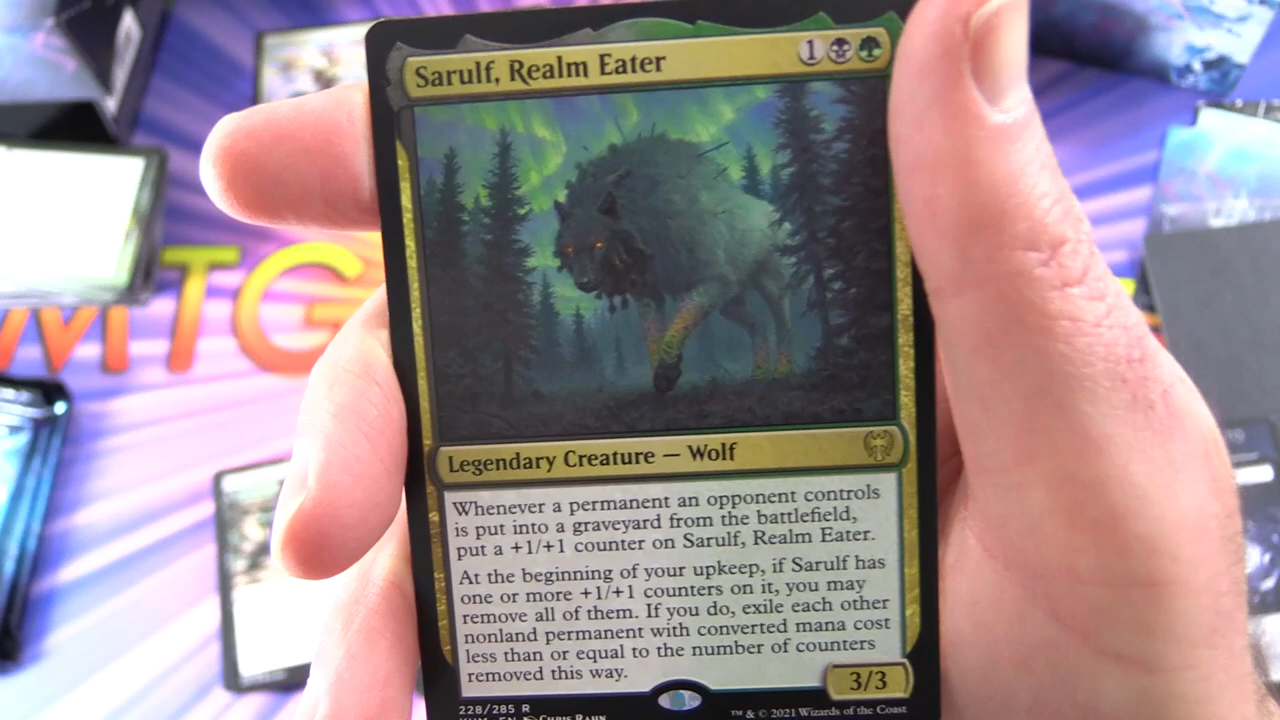 Sarulf, Realm Eater 1
MTG
Legendary Creature — Wolf
Whenever a permanent an opponent controls
is put into a graveyard from the battlefield,
put a +1/+1 counter on Sarulf, Realm Eater.
At the beginning of your upkeep, if Sarulf has
one or more +1/+1 counters on it, you may
remove all of them. If you do, exile each other
nonland permanent with converted mana cost
less than or equal to the number of counters
removed this way.
3/3
228/285 R
KHM • EN Chris Rahn
™ & © 2021 Wizards of the Coast